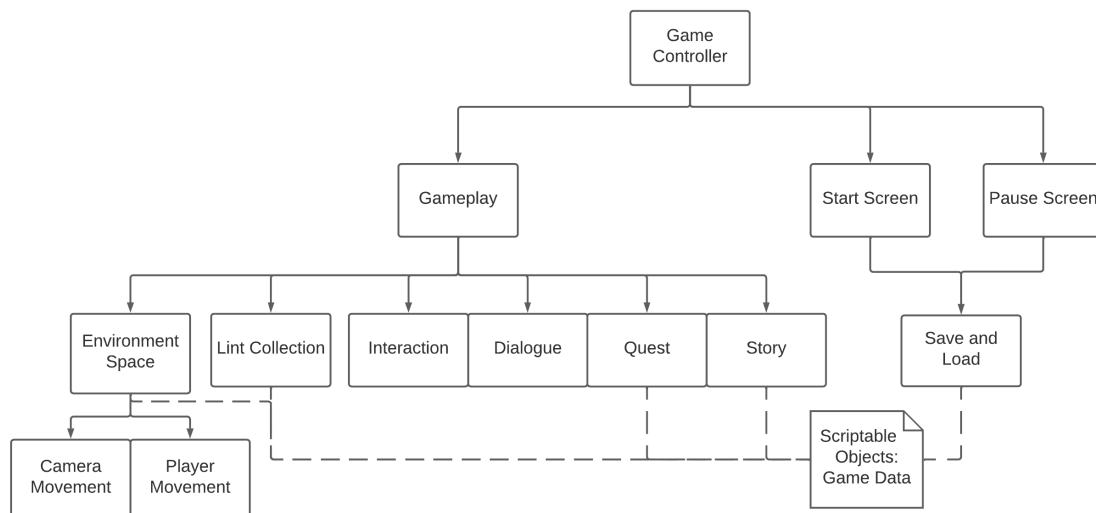 Game
Controller
Gameplay
Start Screen
Pause Screen
Environment
Space
Lint Collection
Interaction
Dialogue
Quest
Story
Save and
Load
Scriptable
Objects:
Game Data
Camera
Movement
Player
Movement